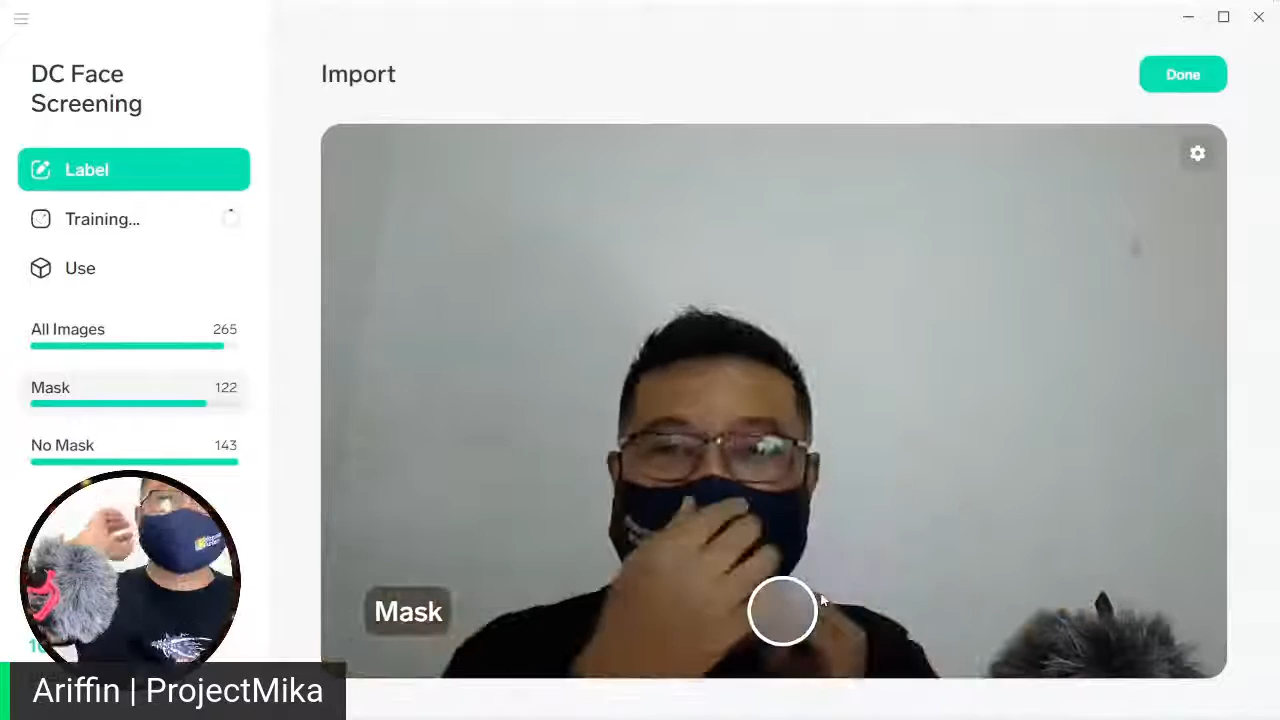 DC Face
Screening
Import
Done
Label
Training...
Use
All Images 265
Mask 122
No Mask 143
Mask
Ariffin | ProjectMika